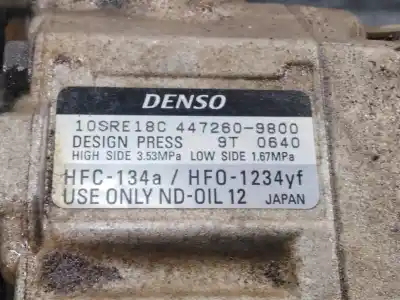 DENSO
10SRE18C 447260-9800
DESIGN PRESS 9T 0640
HIGH SIDE 3.53MPa LOW SIDE 1.67MPa
HFC-134a / HFO-1234yf
USE ONLY ND-OIL 12 JAPAN